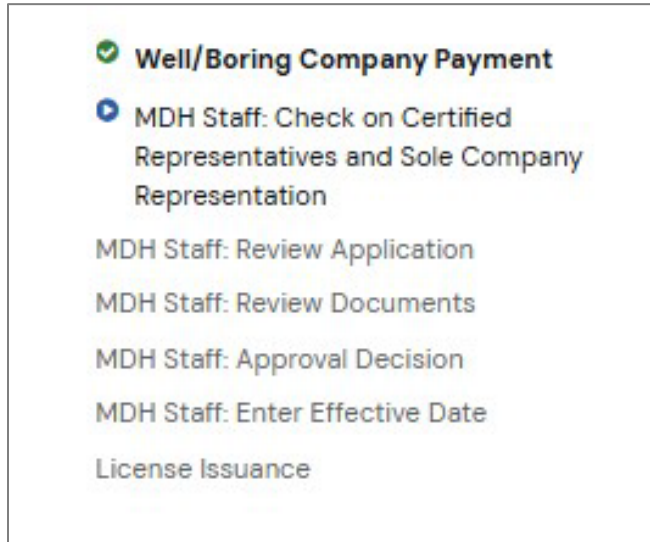 Well/Boring Company Payment
MDH Staff: Check on Certified
Representatives and Sole Company
Representation
MDH Staff: Review Application
MDH Staff: Review Documents
MDH Staff: Approval Decision
MDH Staff: Enter Effective Date
License Issuance